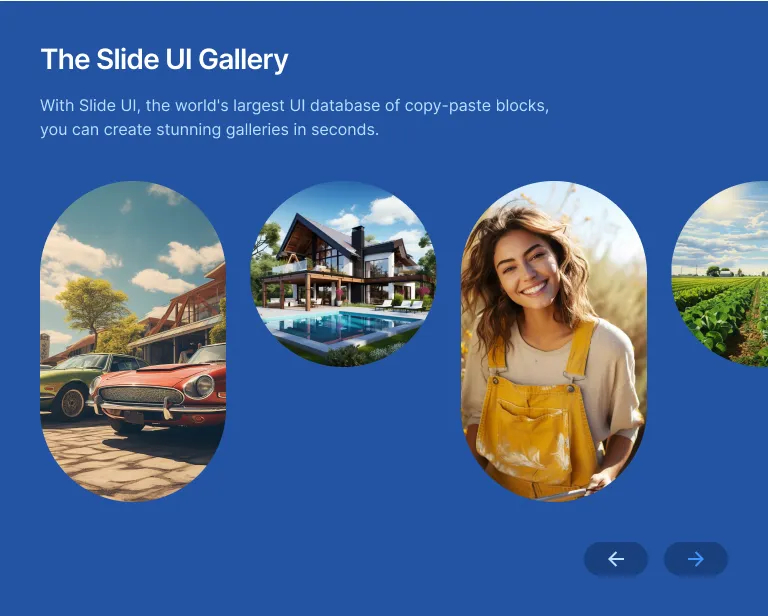 The Slide UI Gallery
With Slide UI, the world's largest UI database of copy-paste blocks,
you can create stunning galleries in seconds.